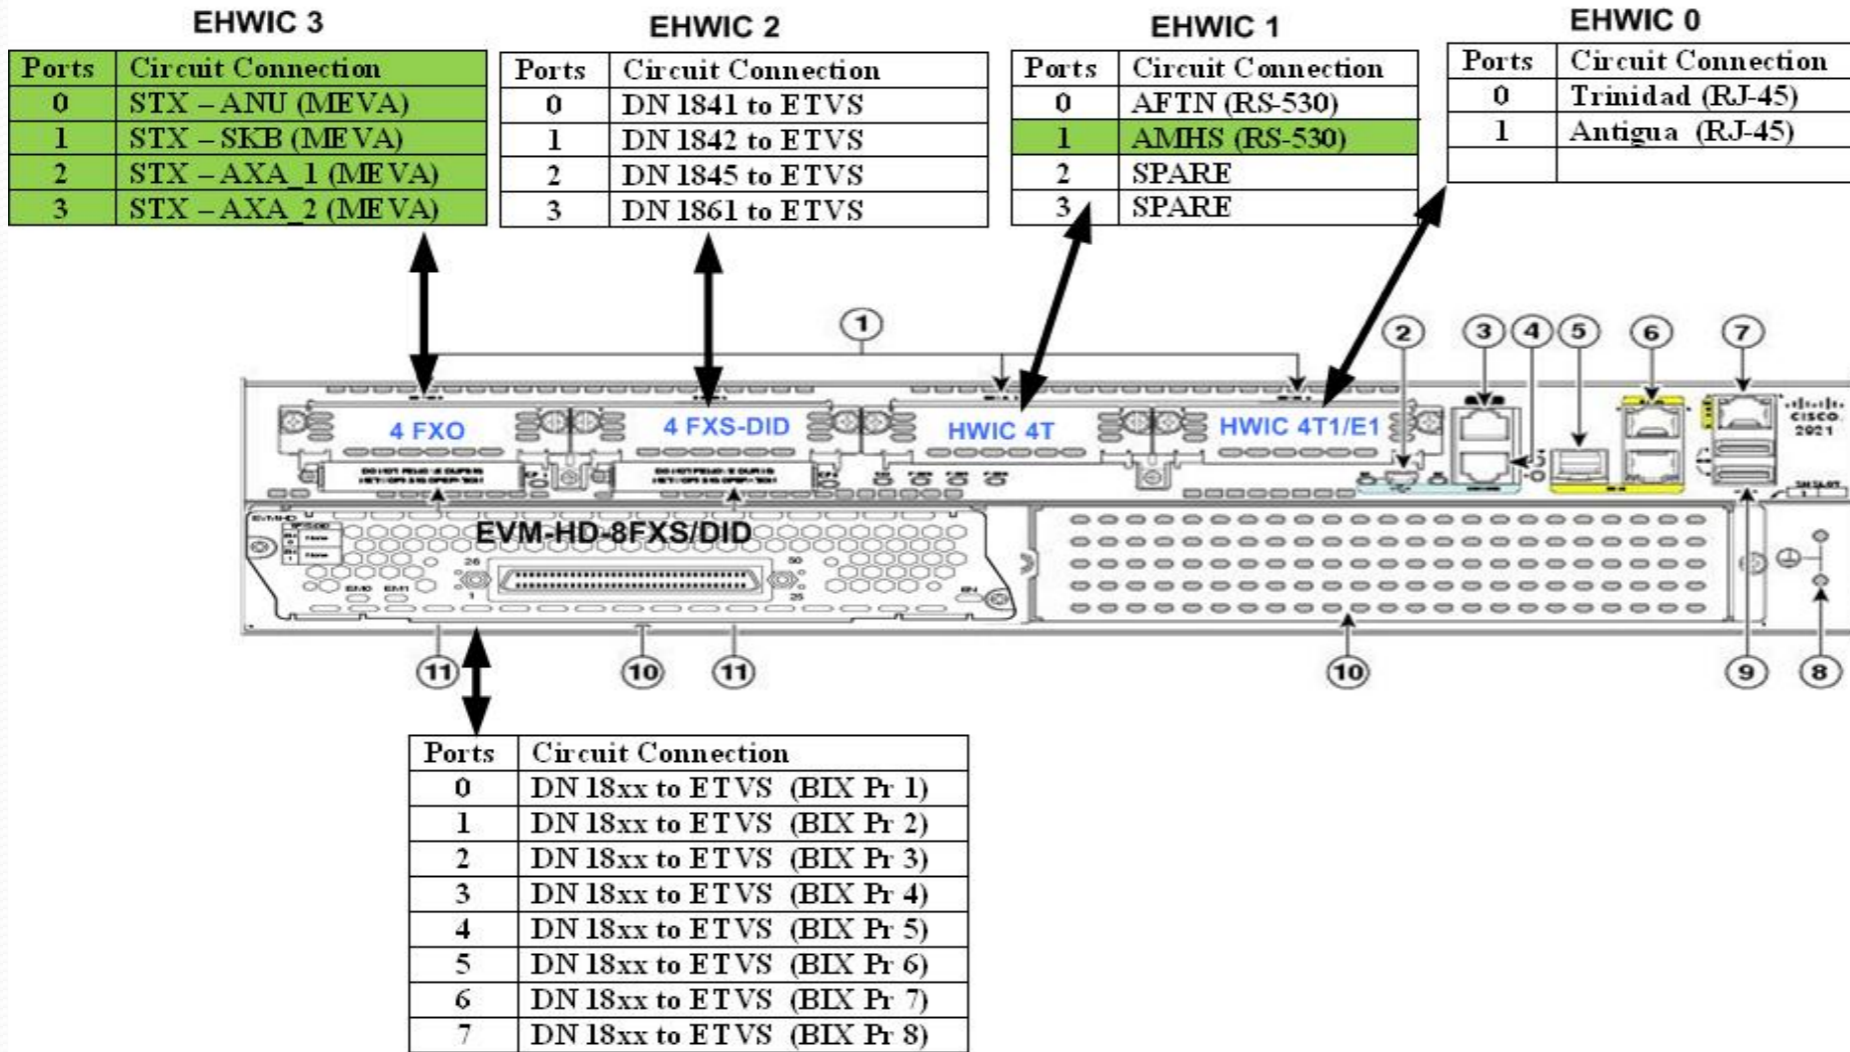 EHWIC 3
Ports Circuit Connection
0 STX – ANU (MEVA)
1 STX – SKB (MEVA)
2 STX – AXA_1 (MEVA)
3 STX – AXA_2 (MEVA)
EHWIC 2
Ports Circuit Connection
0 DN 1841 to ETVS
1 DN 1842 to ETVS
2 DN 1845 to ETVS
3 DN 1861 to ETVS
EHWIC 1
Ports Circuit Connection
0 AFTN (RS-530)
1 AMHS (RS-530)
2 SPARE
3 SPARE
EHWIC 0
Ports Circuit Connection
0 Trinidad (RJ-45)
1 Antigua (RJ-45)
1 2 3 4 5 6 7
4 FXO 4 FXS-DID HWIC 4T HWIC 4T1/E1
CISCO.
2921
EVM-HD-8FXS/DID
26 50
1 25
EM0 EM1 EN
11 10 11 10 9 8
Ports Circuit Connection
0 DN 18xx to ETVS (BIX Pr 1)
1 DN 18xx to ETVS (BIX Pr 2)
2 DN 18xx to ETVS (BIX Pr 3)
3 DN 18xx to ETVS (BIX Pr 4)
4 DN 18xx to ETVS (BIX Pr 5)
5 DN 18xx to ETVS (BIX Pr 6)
6 DN 18xx to ETVS (BIX Pr 7)
7 DN 18xx to ETVS (BIX Pr 8)